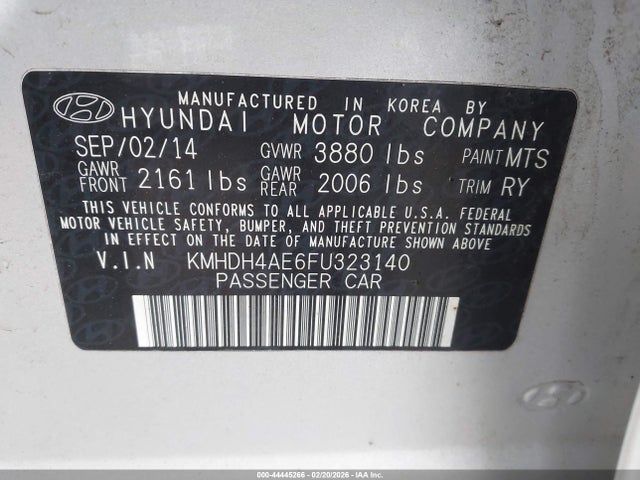 MANUFACTURED IN KOREA BY
HYUNDAI MOTOR COMPANY
SEP/02/14 GVWR 3880 lbs PAINT MTS
GAWR FRONT 2161 lbs GAWR REAR 2006 lbs TRIM RY
THIS VEHICLE CONFORMS TO ALL APPLICABLE U.S.A. FEDERAL
MOTOR VEHICLE SAFETY, BUMPER, AND THEFT PREVENTION STANDARDS
IN EFFECT ON THE DATE OF MANUFACTURE SHOWN ABOVE
V.I.N KMHDH4AE6FU323140
PASSENGER CAR
000-44445266 - 02/20/2026 - IAAI.COM